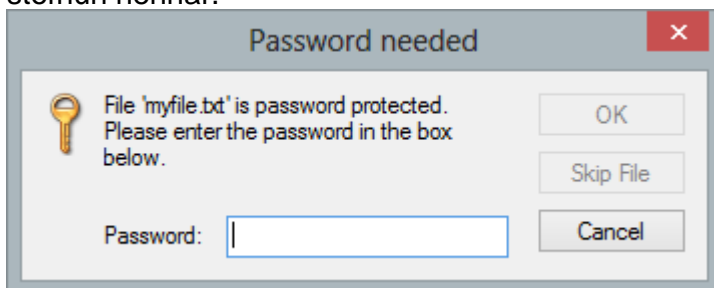 Password needed
File 'myfile.txt' is password protected.
Please enter the password in the box
below.
OK
Skip File
Password:
Cancel